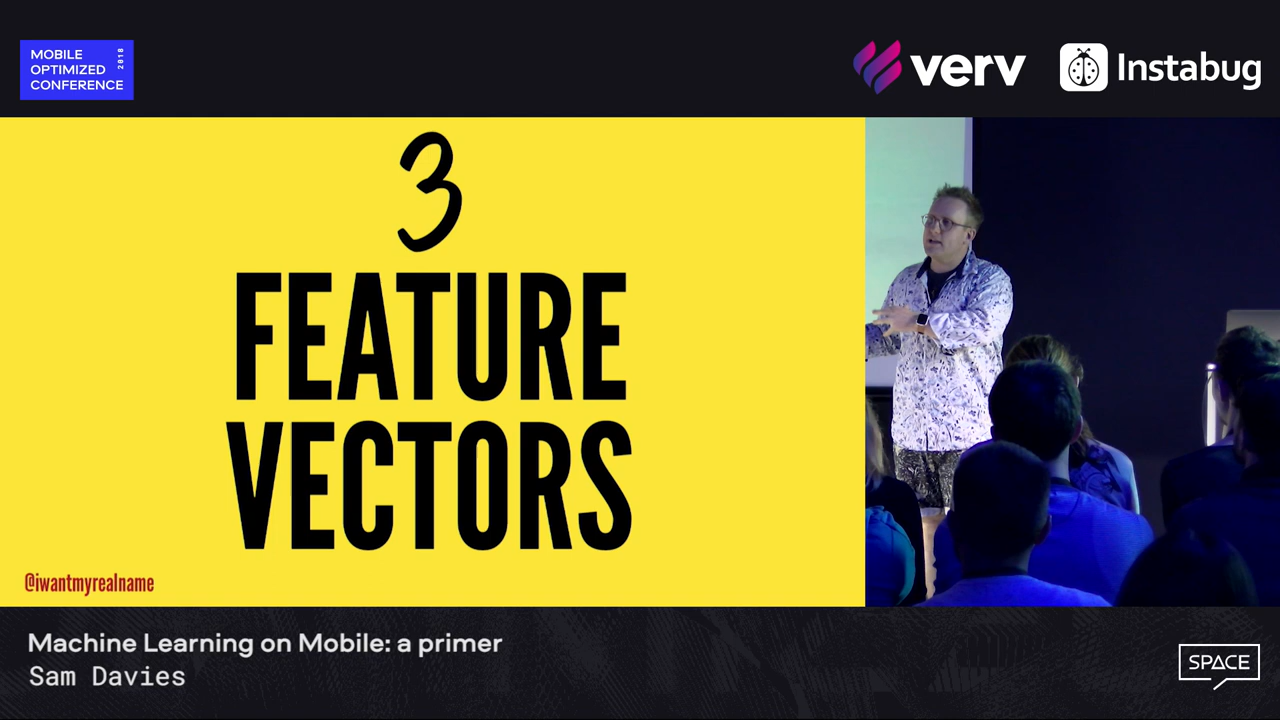 MOBILE
OPTIMIZED
CONFERENCE
2018
verv
Instabug
3
FEATURE
VECTORS
@iwantmyrealname
Machine Learning on Mobile: a primer
Sam Davies
SPACE